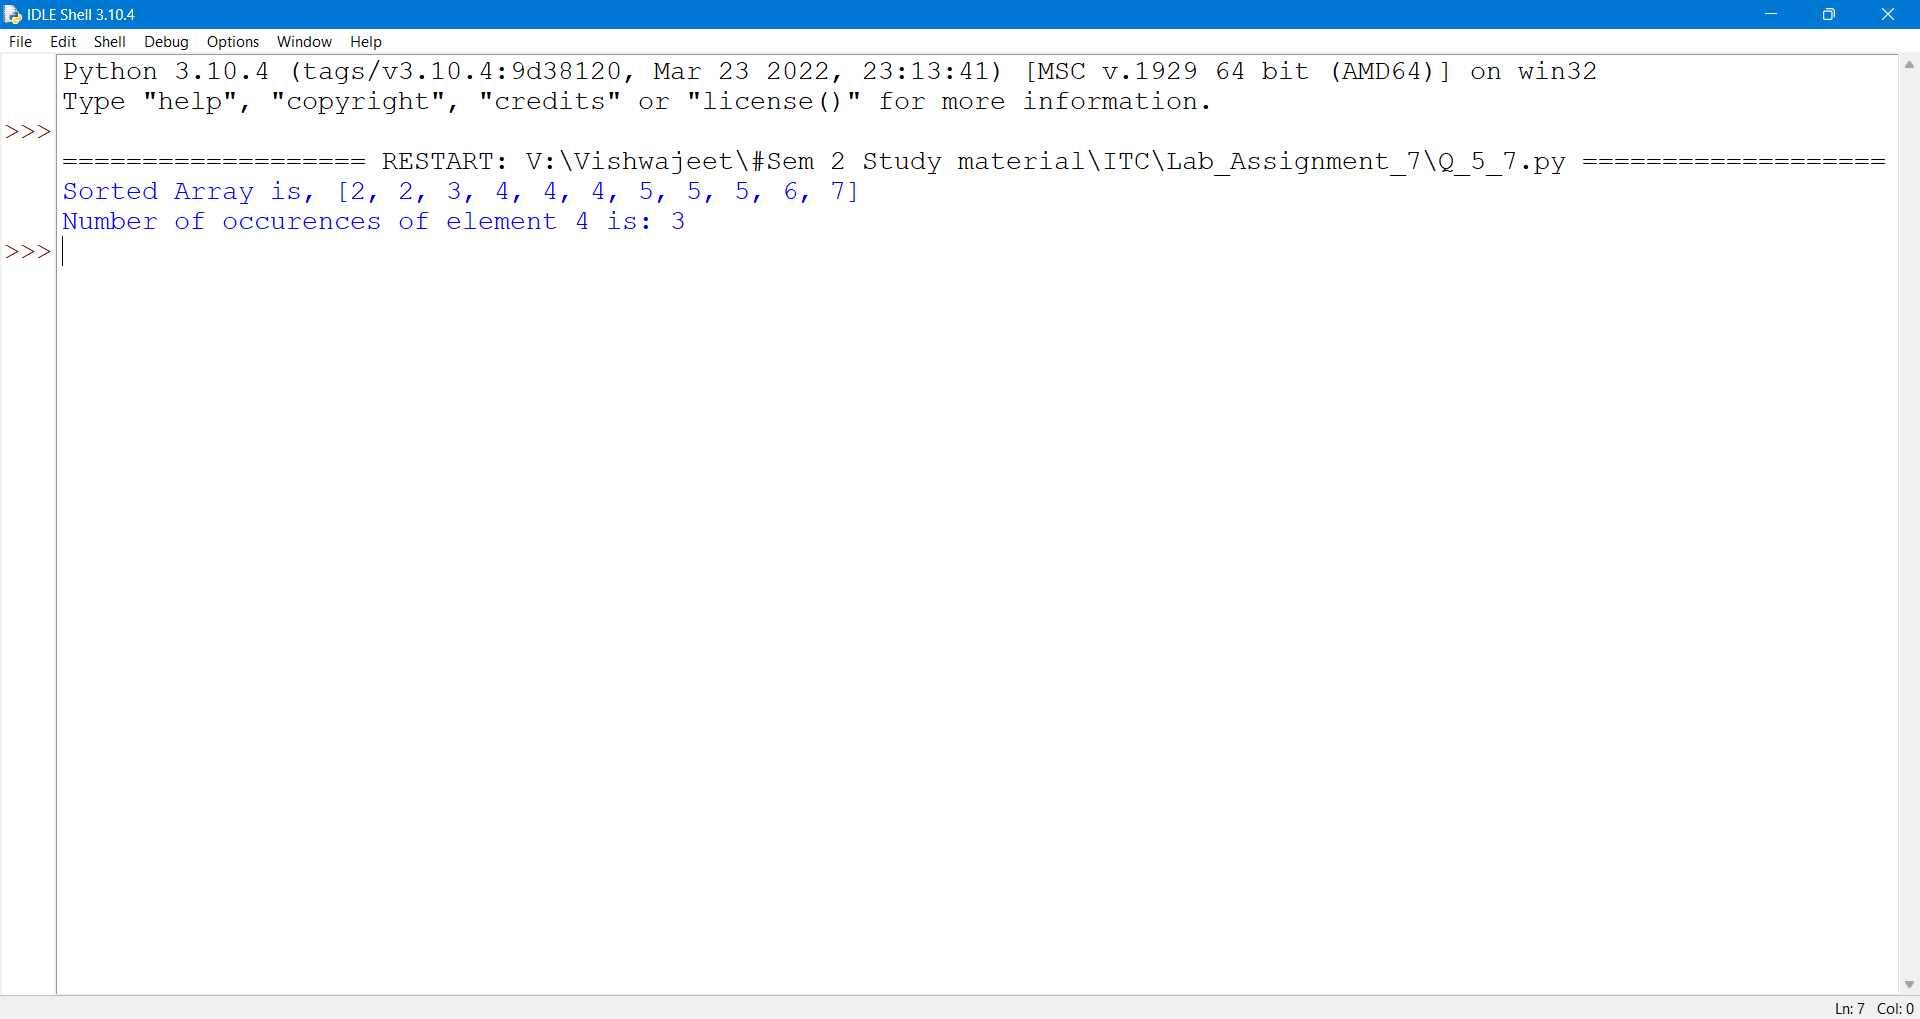 IDLE Shell 3.10.4
File Edit Shell Debug Options Window Help
Python 3.10.4 (tags/v3.10.4:9d38120, Mar 23 2022, 23:13:41) [MSC v.1929 64 bit (AMD64)] on win32
Type "help", "copyright", "credits" or "license()" for more information.
>>>
=================== RESTART: V:\Vishwajeet\#Sem 2 Study material\ITC\Lab_Assignment_7\Q_5_7.py ===================
Sorted Array is, [2, 2, 3, 4, 4, 4, 5, 5, 5, 6, 7]
Number of occurences of element 4 is: 3
>>>
Ln: 7 Col: 0